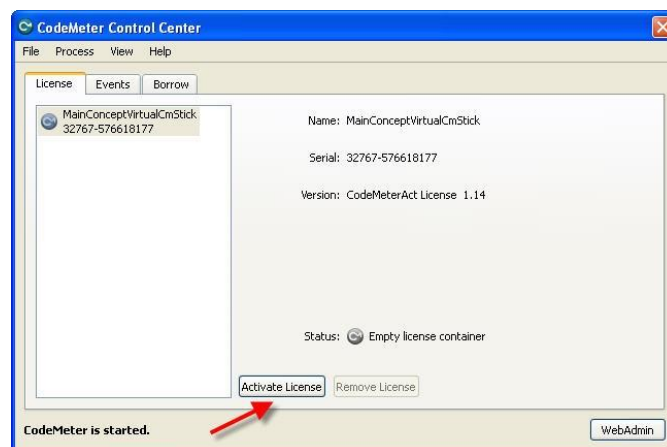 CodeMeter Control Center
File Process View Help
License Events Borrow
MainConceptVirtualCmStick
32767-576618177
Name: MainConceptVirtualCmStick
Serial: 32767-576618177
Version: CodeMeterAct License 1.14
Status: Empty license container
Activate License Remove License
CodeMeter is started. WebAdmin